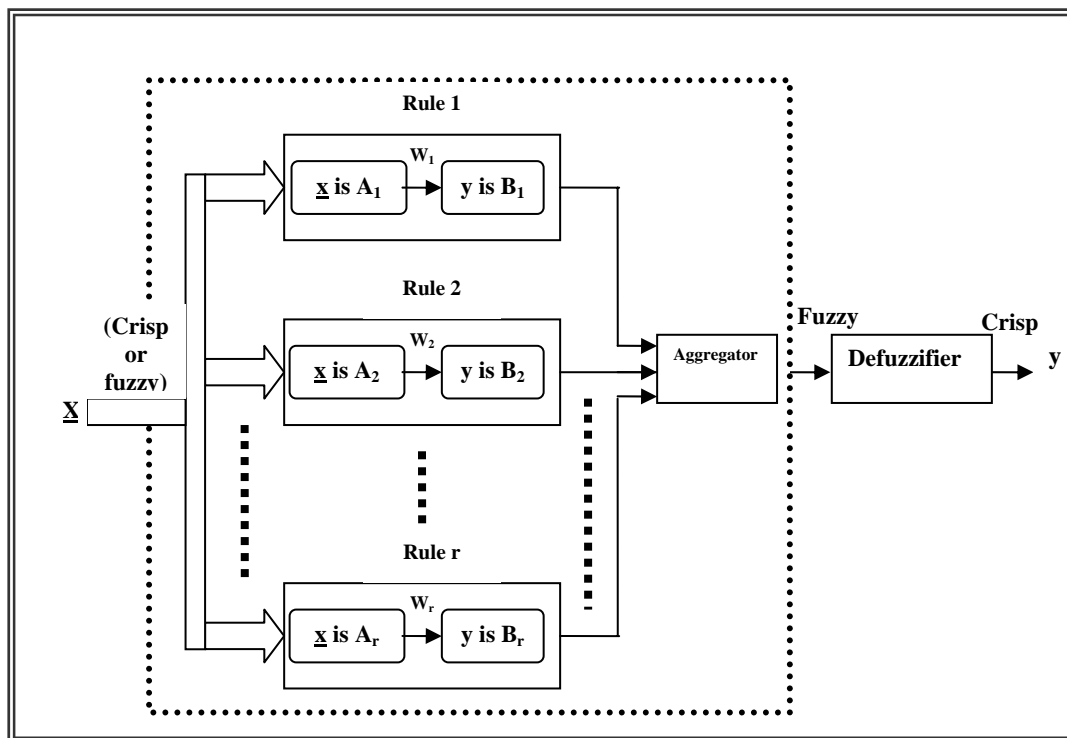 Rule 1
W1
x is A1 y is B1
Rule 2
W2
x is A2 y is B2
(Crisp
or
fuzzy)
X
Aggregator
Fuzzy
Defuzzifier
Crisp
y
Rule r
Wr
x is Ar y is Br